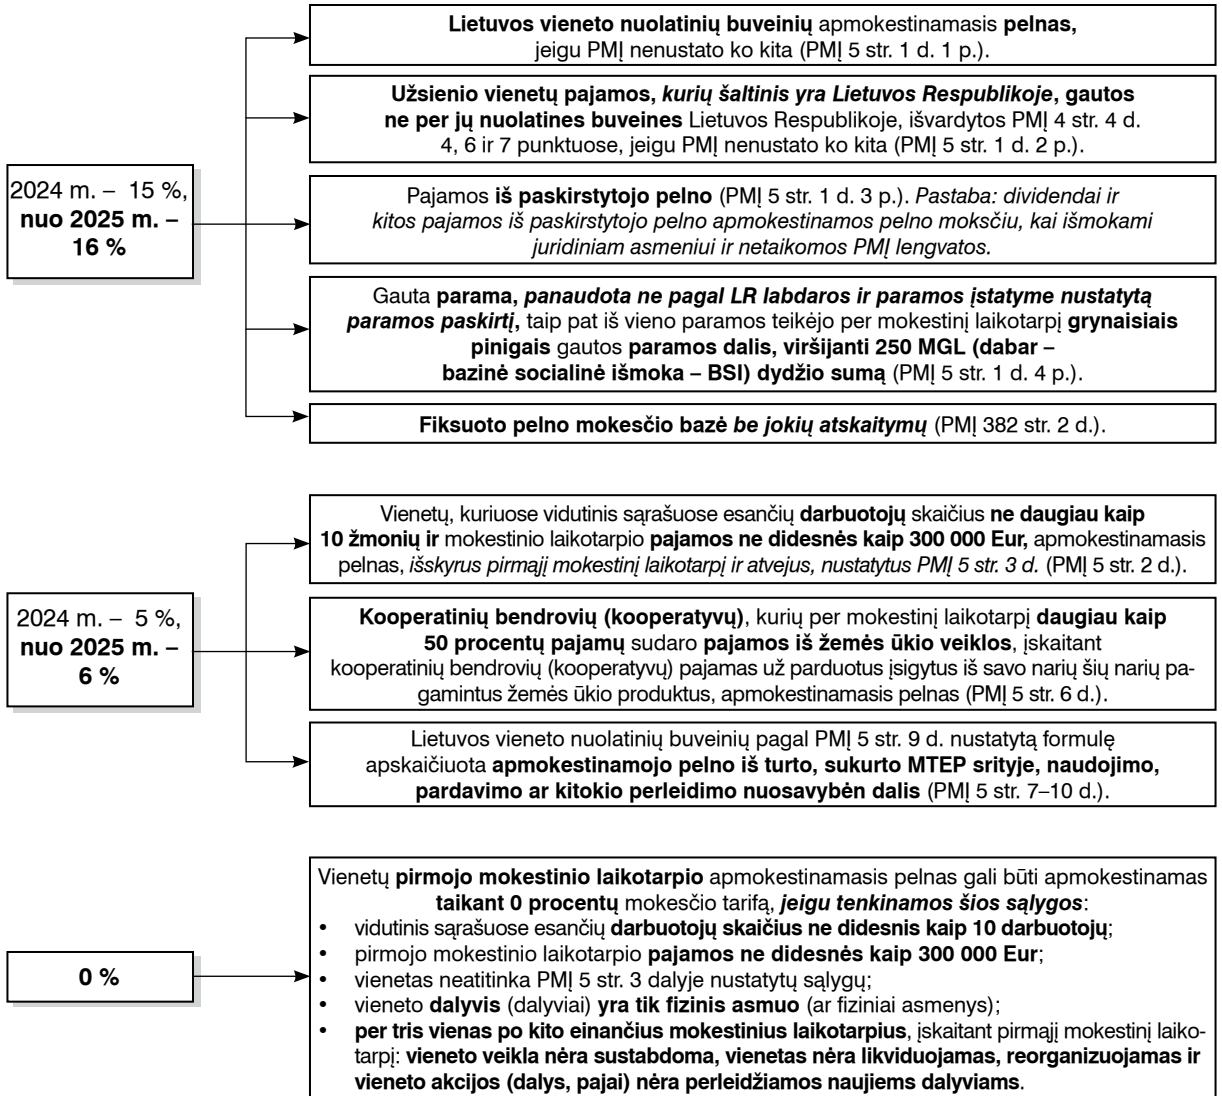 Lietuvos vieneto nuolatinių buveinių apmokestinamasis pelnas,
jeigu PMĮ nenustato ko kita (PMĮ 5 str. 1 d. 1 p.).
Užsienio vienetų pajamos, kurių šaltinis yra Lietuvos Respublikoje, gautos
ne per jų nuolatines buveines Lietuvos Respublikoje, išvardytos PMĮ 4 str. 4 d.
4, 6 ir 7 punktuose, jeigu PMĮ nenustato ko kita (PMĮ 5 str. 1 d. 2 p.).
2024 m. – 15 %,
nuo 2025 m. –
16 %
Pajamos iš paskirstytojo pelno (PMĮ 5 str. 1 d. 3 p.). Pastaba: dividendai ir
kitos pajamos iš paskirstytojo pelno apmokestinamos pelno moksčiu, kai išmokami
juridiniam asmeniui ir netaikomos PMĮ lengvatos.
Gauta parama, panaudota ne pagal LR labdaros ir paramos įstatyme nustatytą
paramos paskirtį, taip pat iš vieno paramos teikėjo per mokestinį laikotarpį grynaisiais
pinigais gautos paramos dalis, viršijanti 250 MGL (dabar –
bazinė socialinė išmoka – BSI) dydžio sumą (PMĮ 5 str. 1 d. 4 p.).
Fiksuoto pelno mokesčio bazė be jokių atskaitymų (PMĮ 382 str. 2 d.).
Vienetų, kuriuose vidutinis sąrašuose esančių darbuotojų skaičius ne daugiau kaip
10 žmonių ir mokestinio laikotarpio pajamos ne didesnės kaip 300 000 Eur, apmokestinamasis
pelnas, išskyrus pirmąjį mokestinį laikotarpį ir atvejus, nustatytus PMĮ 5 str. 3 d. (PMĮ 5 str. 2 d.).
2024 m. – 5 %,
nuo 2025 m. –
6 %
Kooperatinių bendrovių (kooperatyvų), kurių per mokestinį laikotarpį daugiau kaip
50 procentų pajamų sudaro pajamos iš žemės ūkio veiklos, įskaitant
kooperatinių bendrovių (kooperatyvų) pajamas už parduotus įsigytus iš savo narių šių narių pa-
gamintus žemės ūkio produktus, apmokestinamasis pelnas (PMĮ 5 str. 6 d.).
Lietuvos vieneto nuolatinių buveinių pagal PMĮ 5 str. 9 d. nustatytą formulę
apskaičiuota apmokestinamojo pelno iš turto, sukurto MTEP srityje, naudojimo,
pardavimo ar kitokio perleidimo nuosavybėn dalis (PMĮ 5 str. 7–10 d.).
0 %
Vienetų pirmojo mokestinio laikotarpio apmokestinamasis pelnas gali būti apmokestinamas
taikant 0 procentų mokesčio tarifą, jeigu tenkinamos šios sąlygos:
• vidutinis sąrašuose esančių darbuotojų skaičius ne didesnis kaip 10 darbuotojų;
• pirmojo mokestinio laikotarpio pajamos ne didesnės kaip 300 000 Eur;
• vienetas neatitinka PMĮ 5 str. 3 dalyje nustatytų sąlygų;
• vieneto dalyvis (dalyviai) yra tik fizinis asmuo (ar fiziniai asmenys);
• per tris vienas po kito einančius mokestinius laikotarpius, įskaitant pirmąjį mokestinį laiko-
tarpį: vieneto veikla nėra sustabdoma, vienetas nėra likviduojamas, reorganizuojamas ir
vieneto akcijos (dalys, pajai) nėra perleidžiamos naujiems dalyviams.